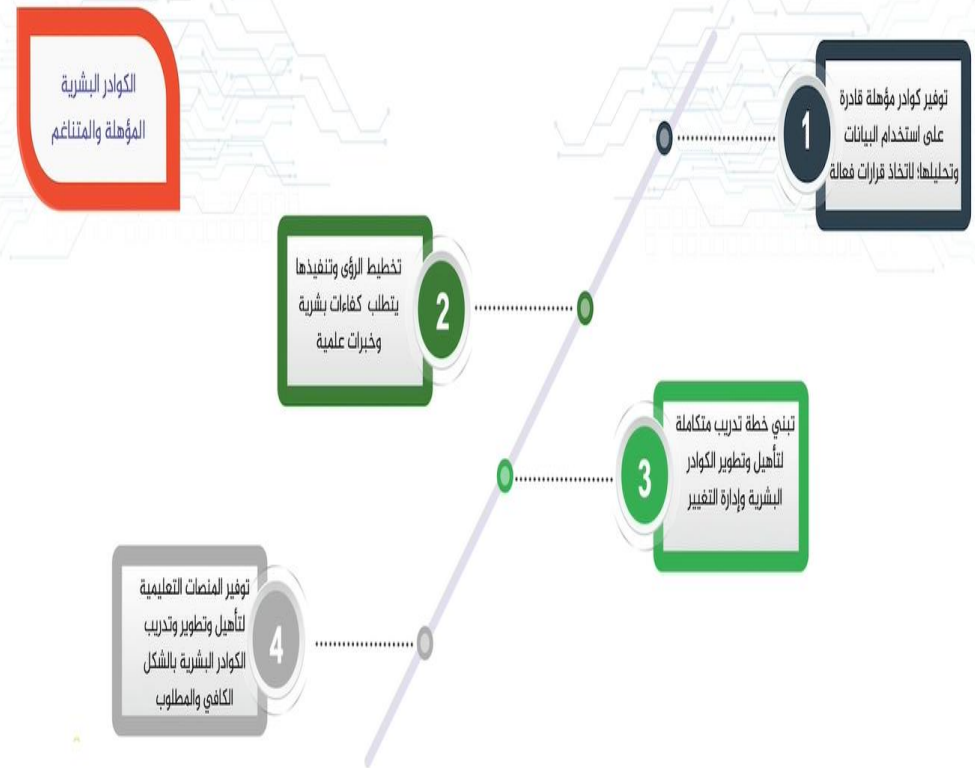 الكوادر البشرية
المؤهلة والمتناغم
1
توفير كوادر مؤهلة قادرة
على استخدام البيانات
وتحليلها؛ لاتخاذ قرارات فعالة
2
تخطيط الرؤى وتنفيذها
يتطلب كفاءات بشرية
وخبرات علمية
3
تبني خطة تدريب متكاملة
لتأهيل وتطوير الكوادر
البشرية وإدارة التغيير
4
توفير المنصات التعليمية
لتأهيل وتطوير وتدريب
الكوادر البشرية بالشكل
الكافي والمطلوب